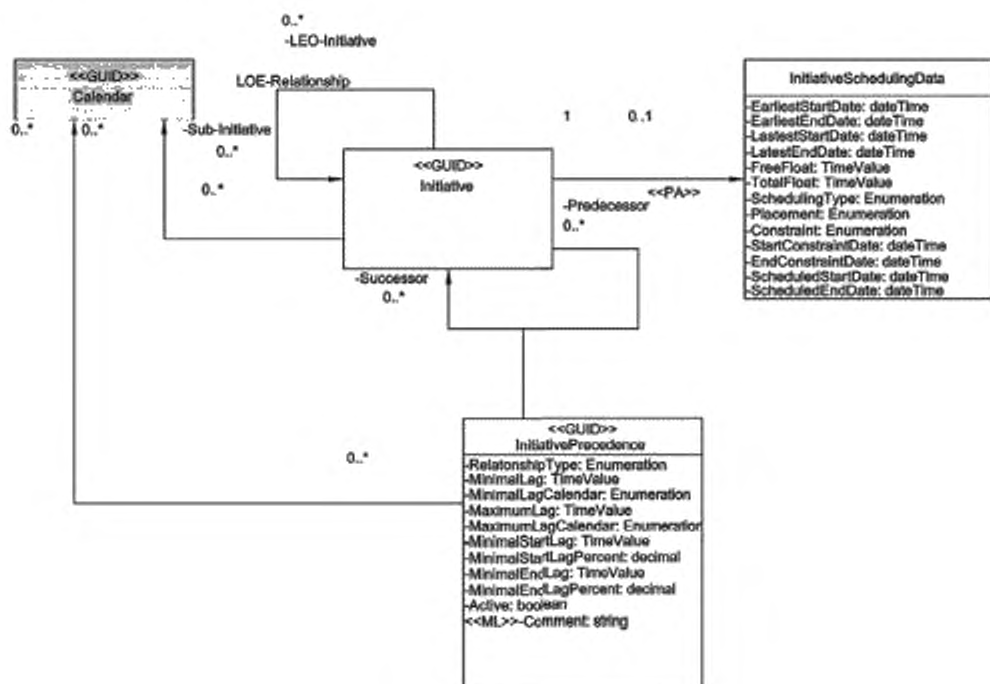 0..*
-LEO-Initiative
<<GUID>>
Calendar
0..*
0..*
LOE-Relationship
-Sub-Initiative
0..*
0..*
<<GUID>>
Initiative
1
0..1
<<PA>>
-Predecessor
0..*
-Successor
0..*
InitiativeSchedulingData
-EarliestStartDate: dateTime
-EarliestEndDate: dateTime
-LastestStartDate: dateTime
-LatestEndDate: dateTime
-FreeFloat: TimeValue
-TotalFloat: TimeValue
-SchedulingType: Enumeration
-Placement: Enumeration
-Constraint: Enumeration
-StartConstraintDate: dateTime
-EndConstraintDate: dateTime
-ScheduledStartDate: dateTime
-ScheduledEndDate: dateTime
0..*
<<GUID>>
InitiativePrecedence
-RelatonshipType: Enumeration
-MinimalLag: TimeValue
-MinimalLagCalendar: Enumeration
-MaximumLag: TimeValue
-MaximumLagCalendar: Enumeration
-MinimalStartLag: TimeValue
-MinimalStartLagPercent: decimal
-MinimalEndLag: TimeValue
-MinimalEndLagPercent: decimal
-Active: boolean
<<ML>>-Comment: string